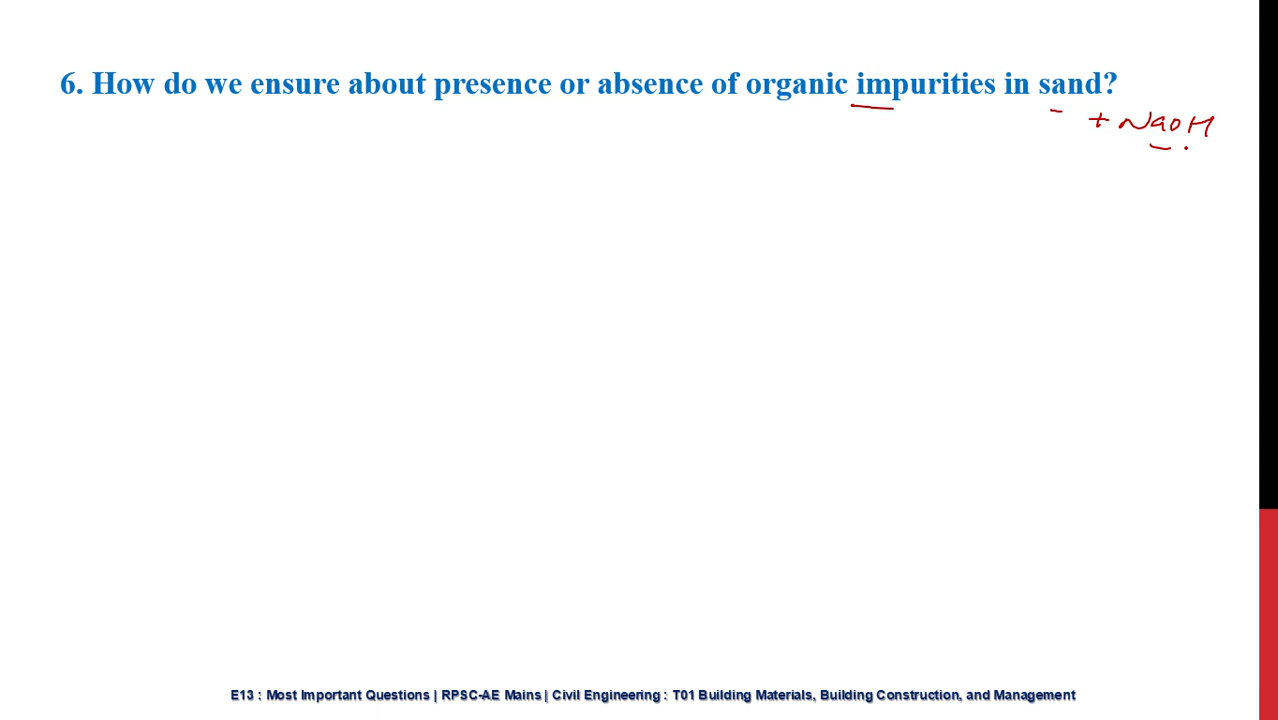 6. How do we ensure about presence or absence of organic impurities in sand?
+ NaOH
E13 : Most Important Questions | RPSC-AE Mains | Civil Engineering : T01 Building Materials, Building Construction, and Management